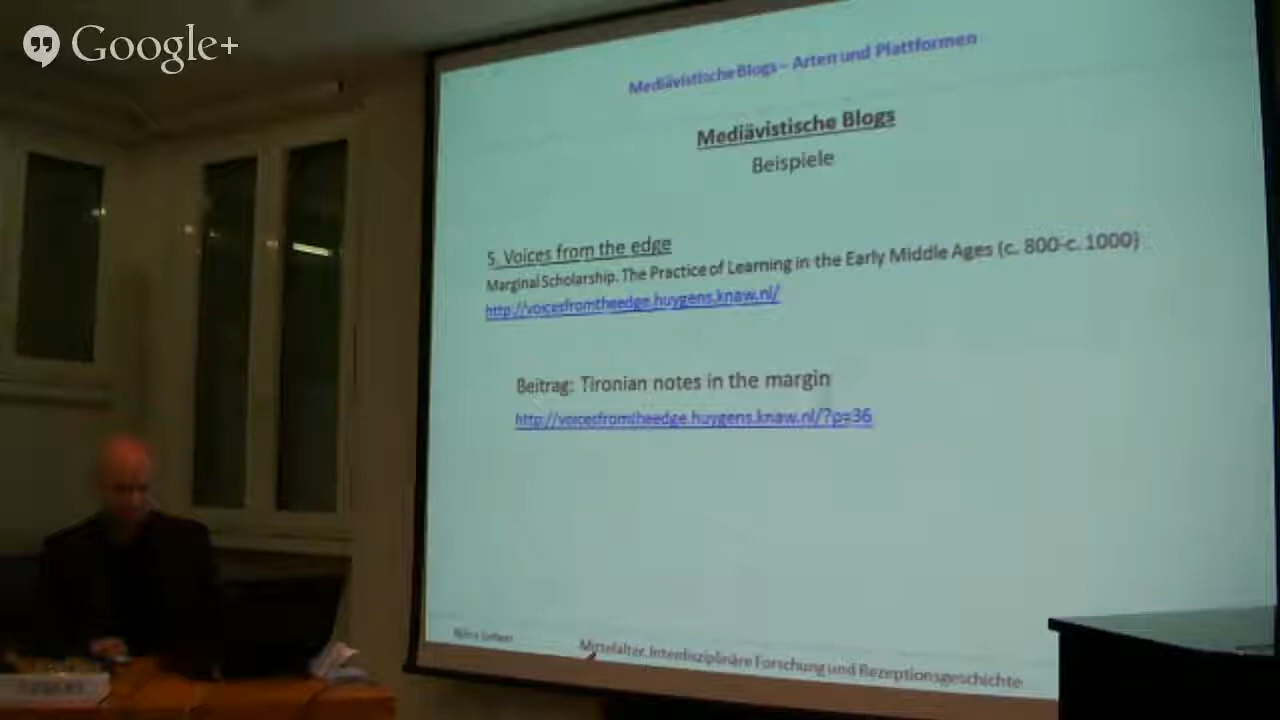 Google+
Mediävistische Blogs – Arten und Plattformen
Mediävistische Blogs
Beispiele
5. Voices from the edge
Marginal Scholarship. The Practice of Learning in the Early Middle Ages (c. 800-c. 1000)
http://voicesfromtheedge.huygens.knaw.nl/
Beitrag: Tironian notes in the margin
http://voicesfromtheedge.huygens.knaw.nl/?p=36
Mittelalter. Interdisziplinäre Forschung und Rezeptionsgeschichte